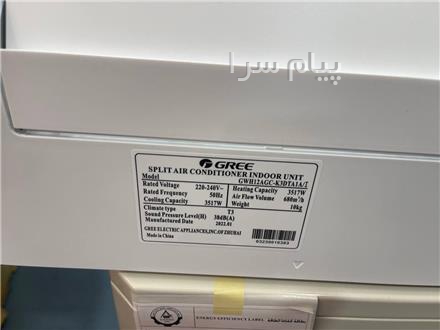 پیام سرا
GREE
SPLIT AIR CONDITIONER INDOOR UNIT
Model GWH12AGC-K3DTA1A/I
Rated Voltage 220-240V~ Heating Capacity 3517W
Rated Frequency 50Hz Air Flow Volume 680m³/h
Cooling Capacity 3517W Weight 10kg
Climate type T3
Sound Pressure Level(H) 38dB(A)
Manufactured Date 2022.01
GREE ELECTRIC APPLIANCES,INC.OF ZHUHAI
Made in China
ENERGY EFFICIENCY LABEL